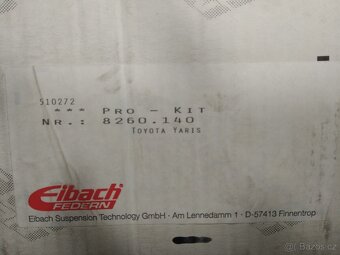 510272
*** PRO - KIT
NR.: 8260.140
TOYOTA YARIS
Eibach
FEDERN
Eibach Suspension Technology GmbH · Am Lennedamm 1 · D-57413 Finnentrop